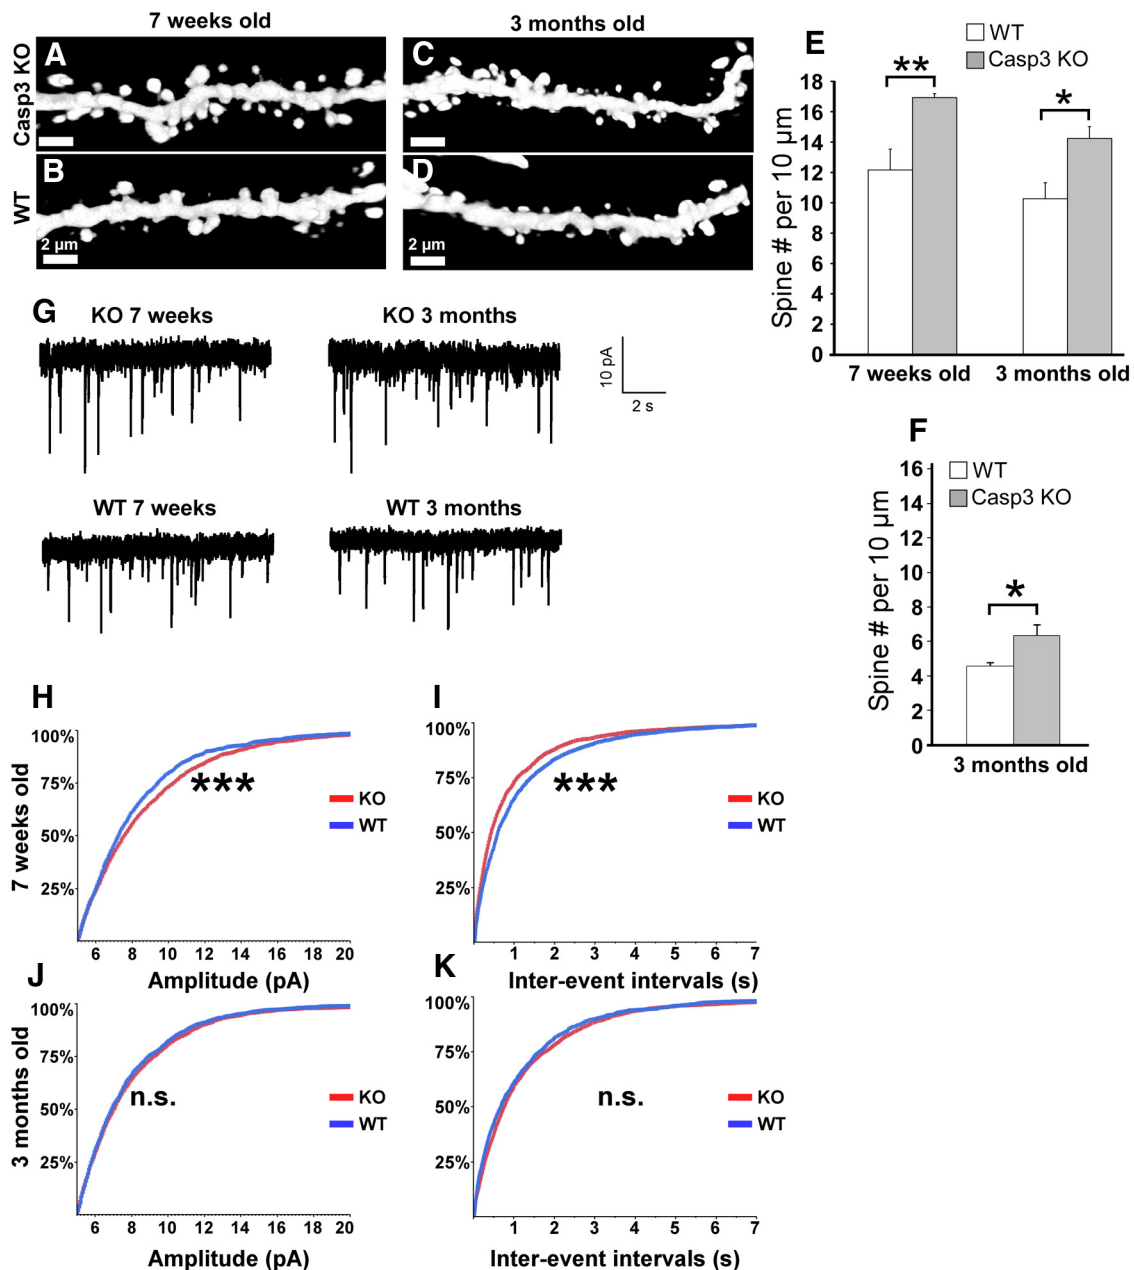 7 weeks old
3 months old
Casp3 KO
A
C
WT
B
2 µm
D
2 µm
E
WT
Casp3 KO
Spine # per 10 µm
18
16
14
12
10
8
6
4
2
0
**
*
7 weeks old
3 months old
G
KO 7 weeks
KO 3 months
10 pA
2 s
WT 7 weeks
WT 3 months
F
WT
Casp3 KO
Spine # per 10 µm
16
14
12
10
8
6
4
2
0
*
3 months old
H
7 weeks old
100%
75%
50%
25%
***
KO
WT
6 8 10 12 14 16 18 20
Amplitude (pA)
I
100%
75%
50%
25%
***
KO
WT
1 2 3 4 5 6 7
Inter-event intervals (s)
J
3 months old
100%
75%
50%
25%
n.s.
KO
WT
6 8 10 12 14 16 18 20
Amplitude (pA)
K
100%
75%
50%
25%
n.s.
KO
WT
1 2 3 4 5 6 7
Inter-event intervals (s)